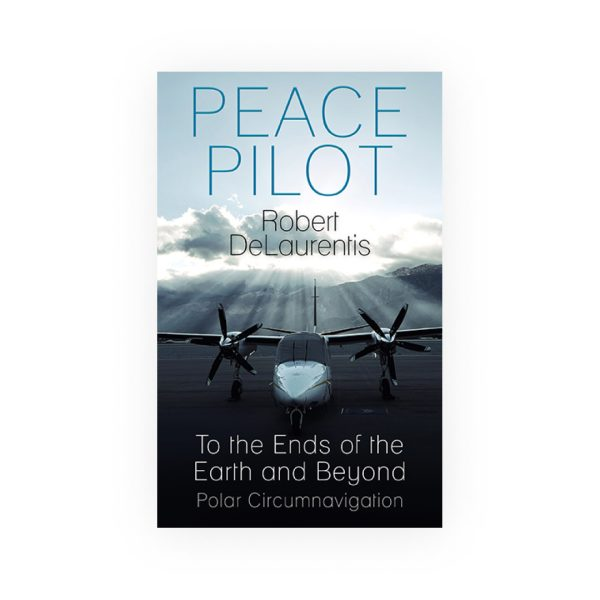 PEACE
PILOT
Robert
DeLaurentis
To the Ends of the
Earth and Beyond
Polar Circumnavigation